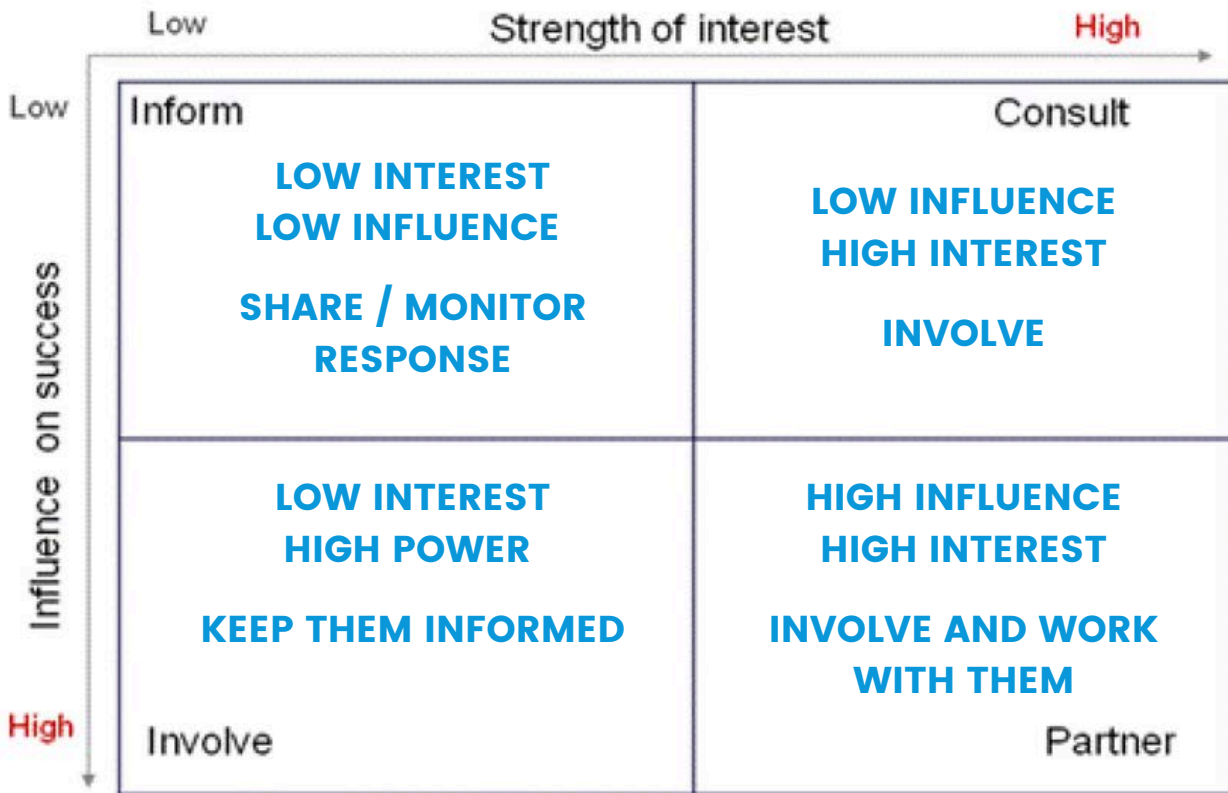 Low Strength of interest High
Low
Inform
Consult
LOW INTEREST
LOW INFLUENCE
SHARE / MONITOR
RESPONSE
LOW INFLUENCE
HIGH INTEREST
INVOLVE
Influence on success
LOW INTEREST
HIGH POWER
KEEP THEM INFORMED
HIGH INFLUENCE
HIGH INTEREST
INVOLVE AND WORK
WITH THEM
High
Involve
Partner